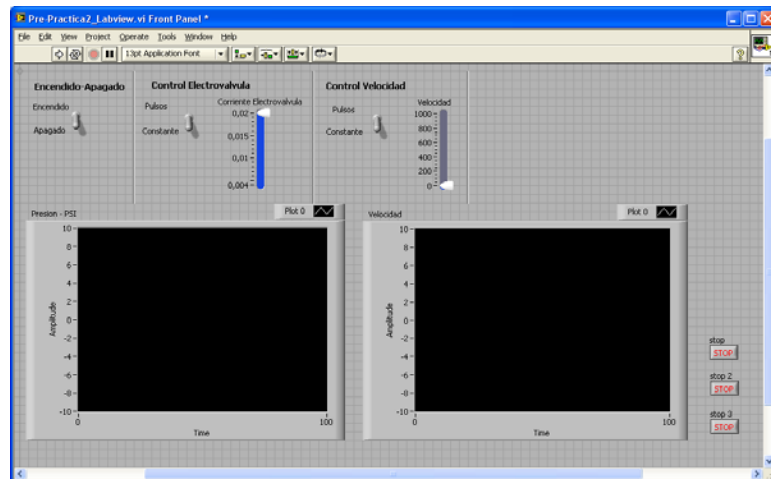 Pre-Practica2_Labview.vi Front Panel *
File Edit View Project Operate Tools Window Help
13pt Application Font
Encendido-Apagado
Encendido
Apagado
Control Electrovalvula
Pulsos
Constante
Corriente Electrovalvula
0,02
0,015
0,01
0,004
Control Velocidad
Pulsos
Constante
Velocidad
1000
800
600
400
200
0
Presion - PSI
Plot 0
Amplitude
10
8
6
4
2
0
-2
-4
-6
-8
-10
0
100
Time
Velocidad
Plot 0
Amplitude
10
8
6
4
2
0
-2
-4
-6
-8
-10
0
100
Time
stop
STOP
stop 2
STOP
stop 3
STOP